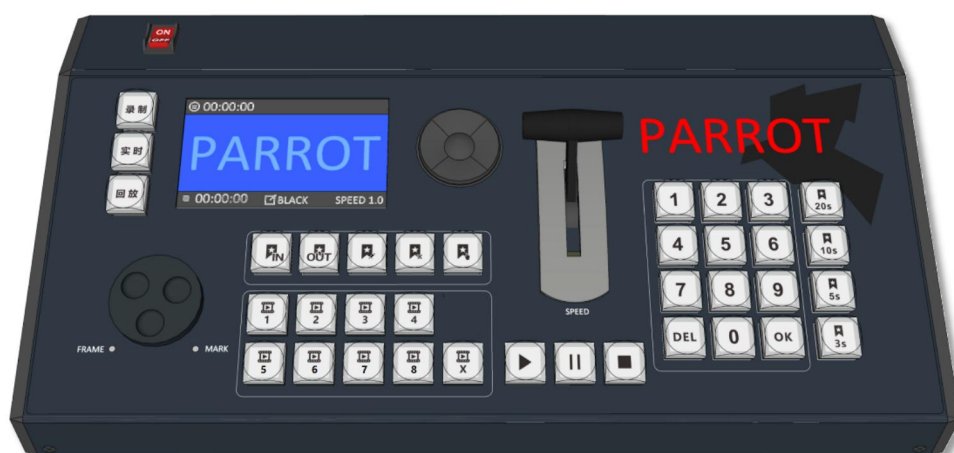 ON
OFF
录制
实时
回放
00:00:00
PARROT
00:00:00 BLACK SPEED 1.0
PARROT
IN OUT
1 2 3 4
5 6 7 8 X
FRAME MARK
SPEED
1 2 3 20s
4 5 6 10s
7 8 9 5s
DEL 0 OK 3s